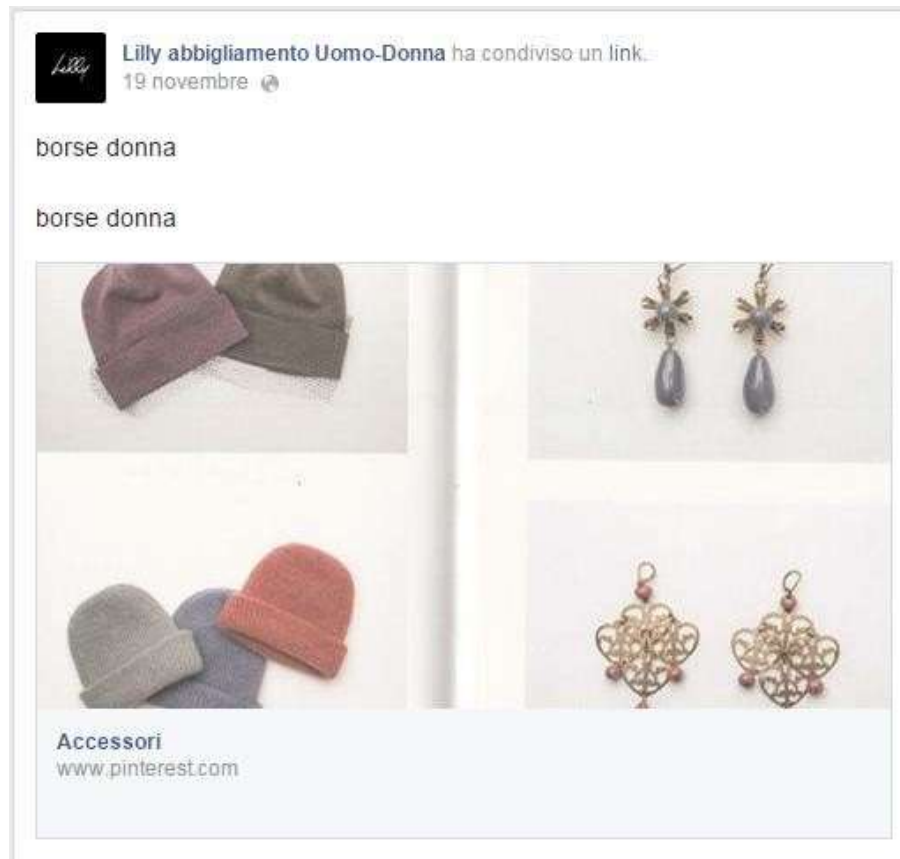 Lilly
Lilly abbigliamento Uomo-Donna ha condiviso un link.
19 novembre
borse donna
borse donna
Accessori
www.pinterest.com